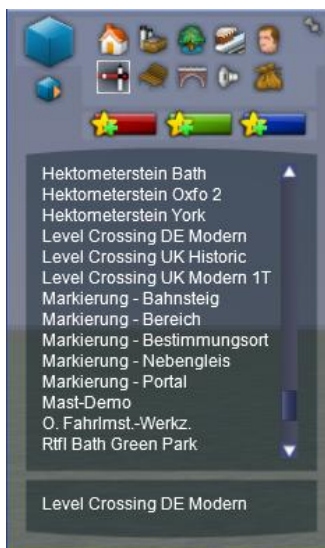 Hektometerstein Bath
Hektometerstein Oxfo 2
Hektometerstein York
Level Crossing DE Modern
Level Crossing UK Historic
Level Crossing UK Modern 1T
Markierung - Bahnsteig
Markierung - Bereich
Markierung - Bestimmungsort
Markierung - Nebengleis
Markierung - Portal
Mast-Demo
O. Fahrlmst.-Werkz.
Rtfl Bath Green Park
Level Crossing DE Modern